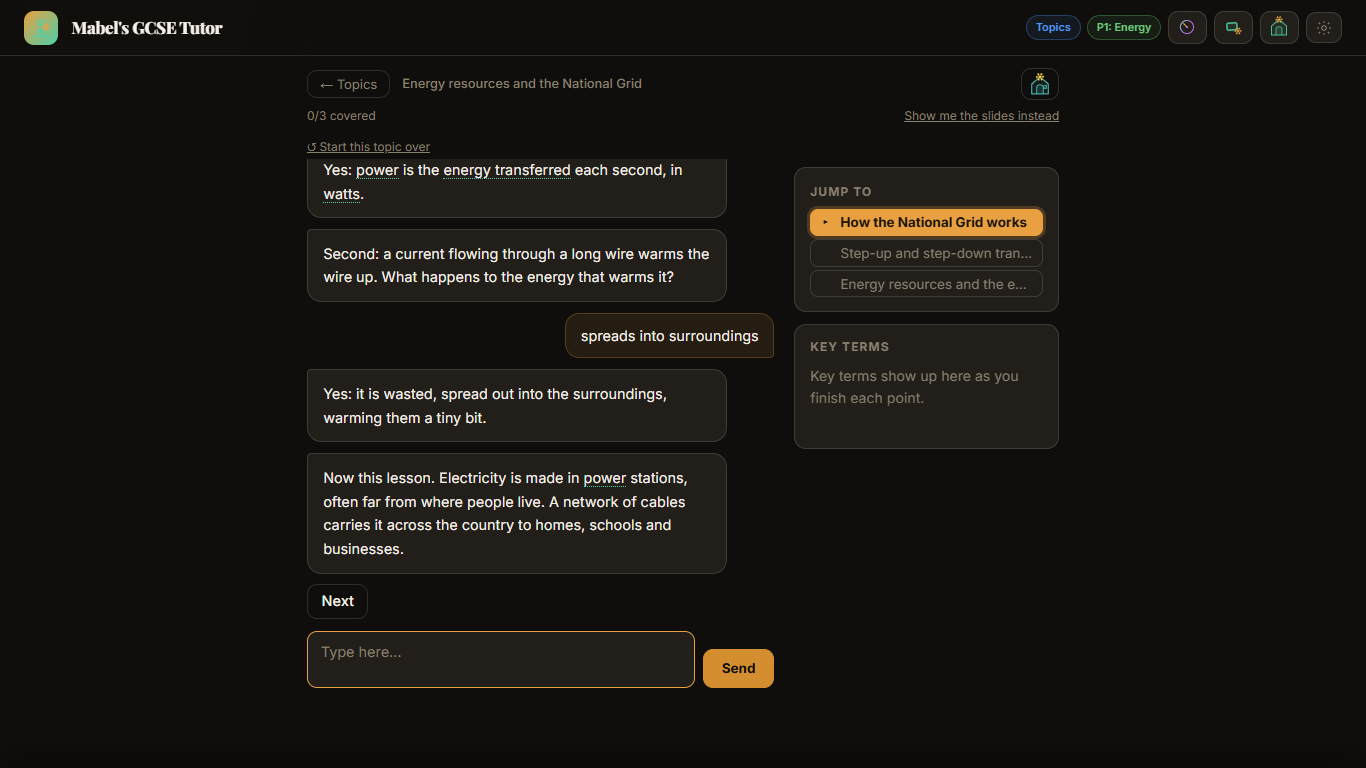 Mabel's GCSE Tutor
Topics
P1: Energy
← Topics
Energy resources and the National Grid
0/3 covered
Show me the slides instead
↺ Start this topic over
Yes: power is the energy transferred each second, in
watts.
Second: a current flowing through a long wire warms the
wire up. What happens to the energy that warms it?
spreads into surroundings
Yes: it is wasted, spread out into the surroundings,
warming them a tiny bit.
Now this lesson. Electricity is made in power stations,
often far from where people live. A network of cables
carries it across the country to homes, schools and
businesses.
Next
Type here...
Send
JUMP TO
How the National Grid works
Step-up and step-down tran...
Energy resources and the e...
KEY TERMS
Key terms show up here as you
finish each point.